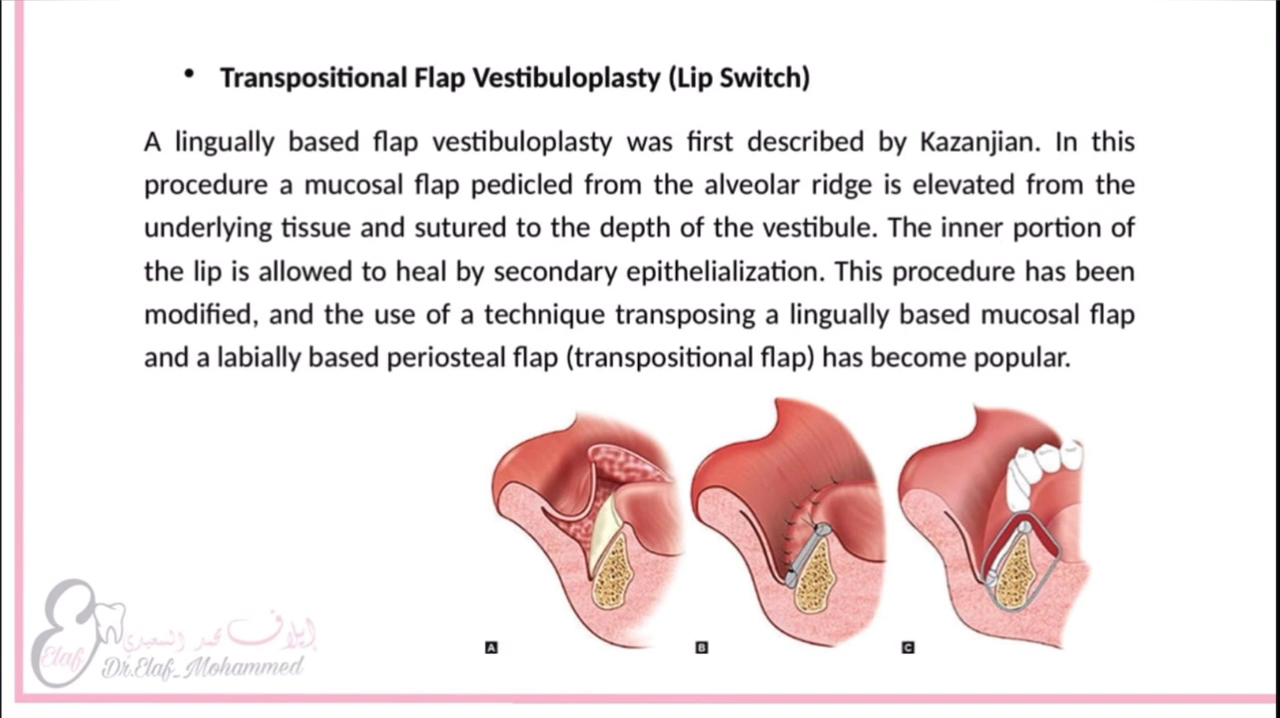 • Transpositional Flap Vestibuloplasty (Lip Switch)
A lingually based flap vestibuloplasty was first described by Kazanjian. In this
procedure a mucosal flap pedicled from the alveolar ridge is elevated from the
underlying tissue and sutured to the depth of the vestibule. The inner portion of
the lip is allowed to heal by secondary epithelialization. This procedure has been
modified, and the use of a technique transposing a lingually based mucosal flap
and a labially based periosteal flap (transpositional flap) has become popular.
A B C
إيلاف محمد السعيدي
Elaf
Dr.Elaf_Mohammed